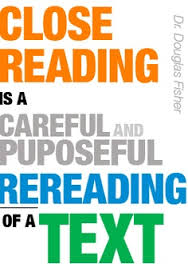 CLOSE
READING
IS A
CAREFUL AND
PUPOSEFUL
REREADING
OF A TEXT
Dr. Douglas Fisher